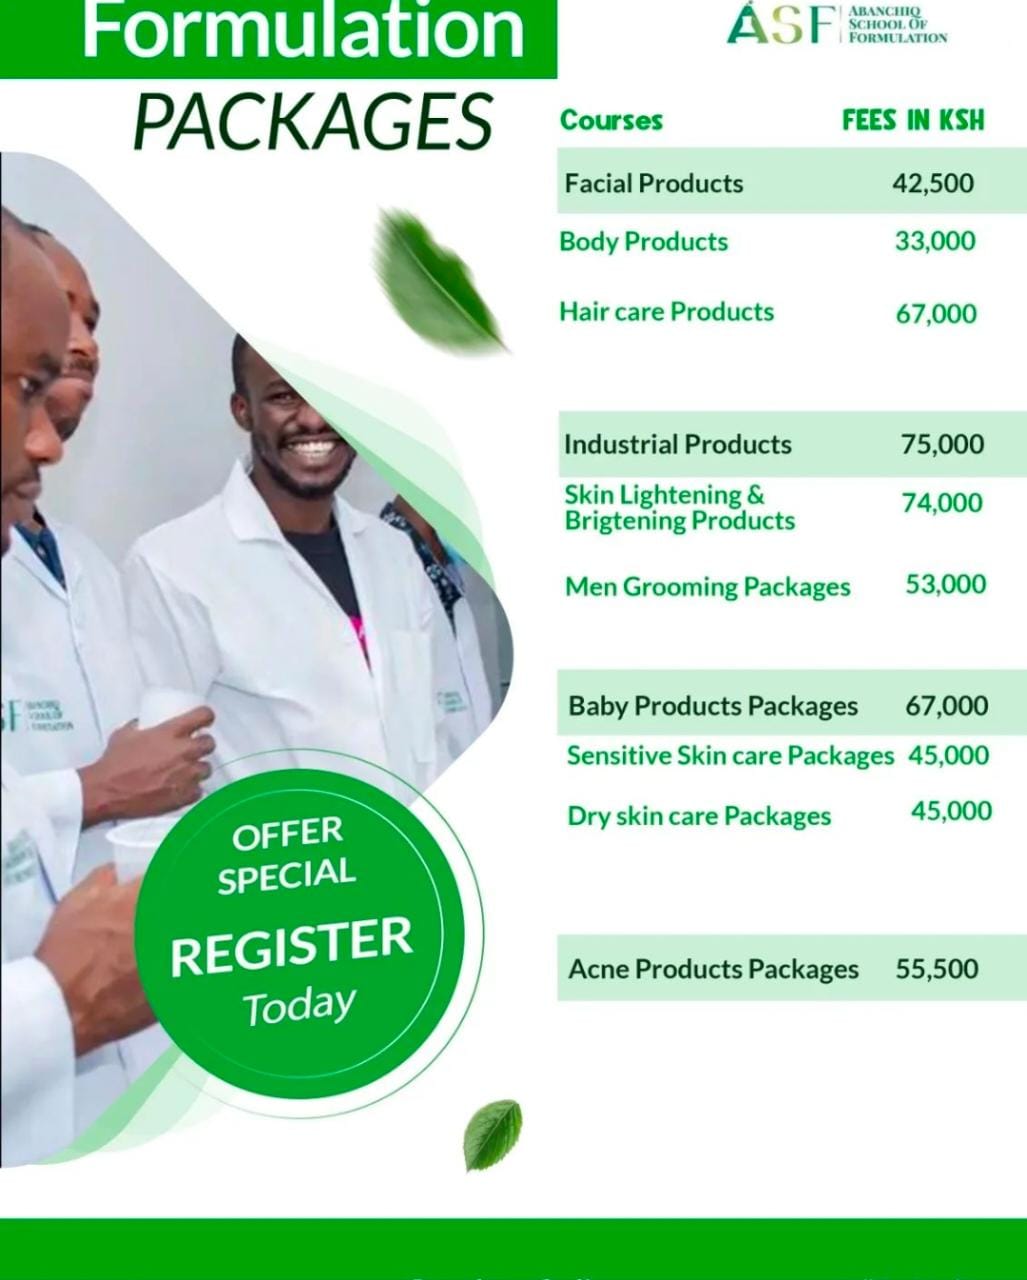 Formulation
PACKAGES
ASF
ABANCHIQ
SCHOOL OF
FORMULATION
Courses FEES IN KSH
Facial Products 42,500
Body Products 33,000
Hair care Products 67,000
Industrial Products 75,000
Skin Lightening &
Brigtening Products 74,000
Men Grooming Packages 53,000
Baby Products Packages 67,000
Sensitive Skin care Packages 45,000
Dry skin care Packages 45,000
Acne Products Packages 55,500
OFFER
SPECIAL
REGISTER
Today